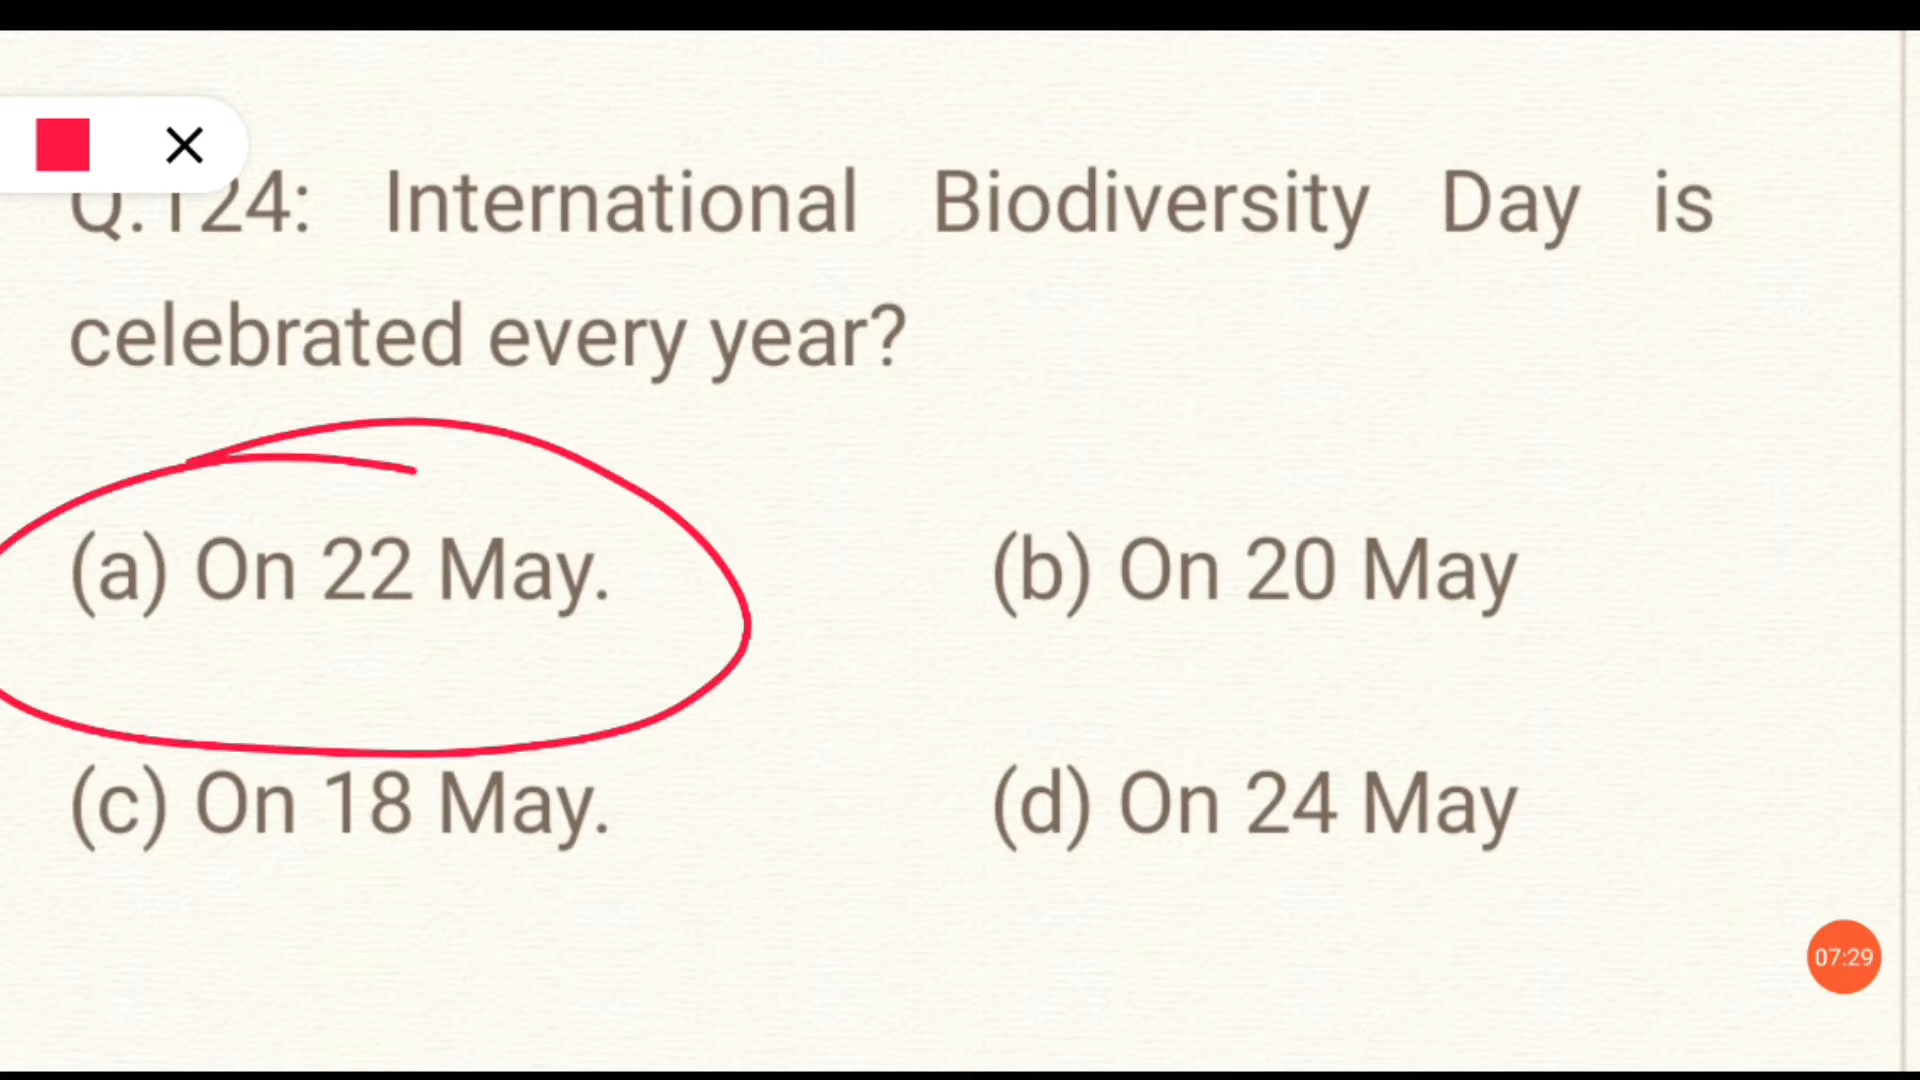 Q.124: International Biodiversity Day is
celebrated every year?
(a) On 22 May. (b) On 20 May
(c) On 18 May. (d) On 24 May
07:29